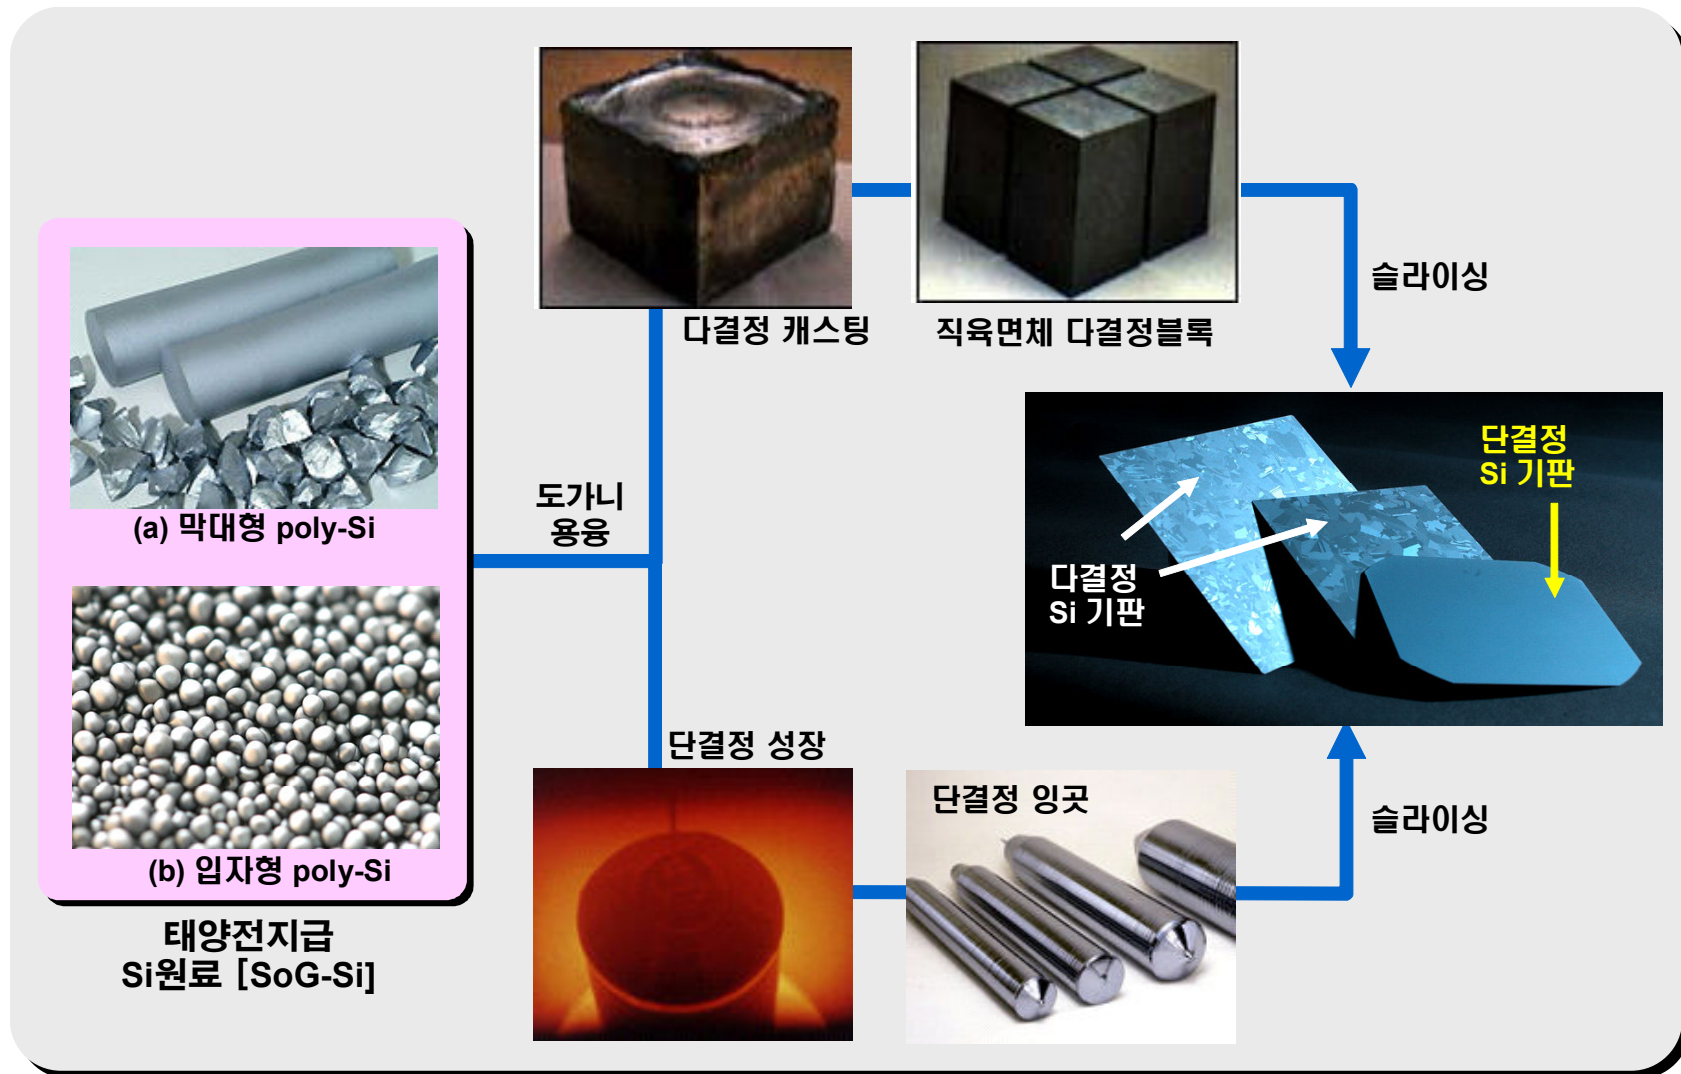 (a) 막대형 poly-Si
(b) 입자형 poly-Si
태양전지급
Si원료 [SoG-Si]
도가니
용융
다결정 캐스팅
직육면체 다결정블록
슬라이싱
단결정 성장
단결정 잉곳
슬라이싱
다결정
Si 기판
단결정
Si 기판